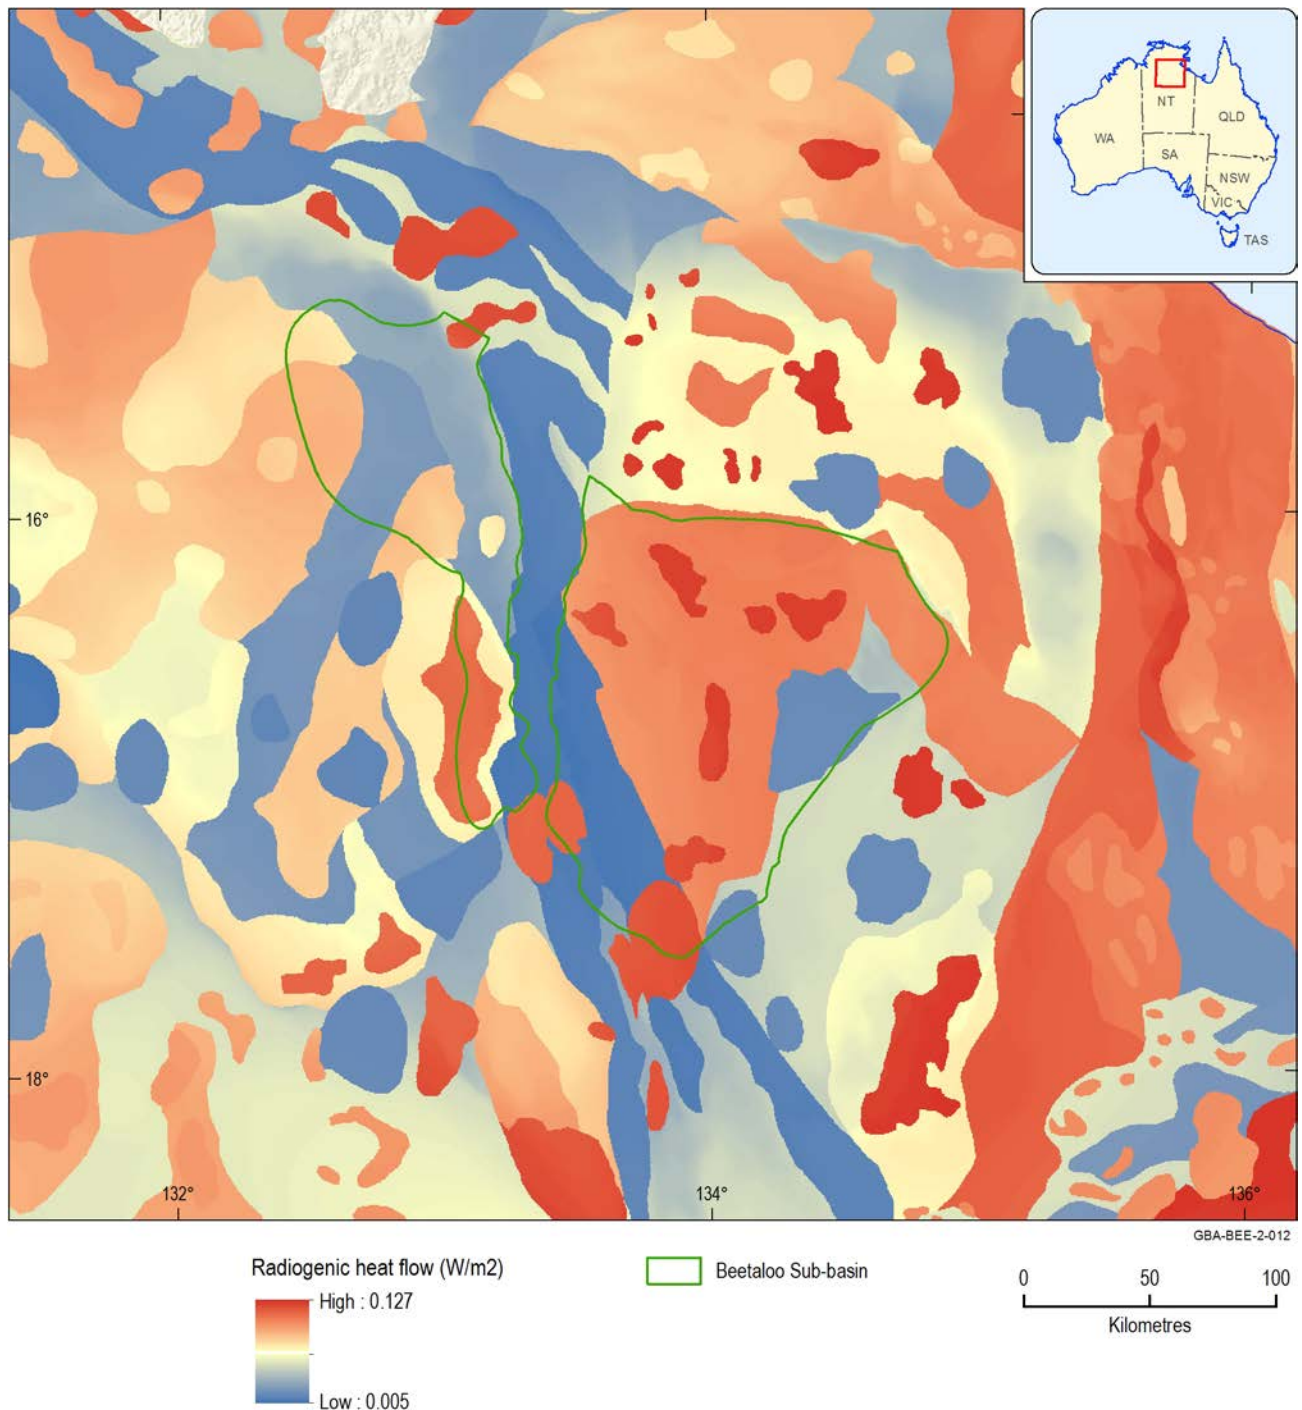 NT
QLD
WA
SA
NSW
VIC
TAS
16°
18°
132°
134°
136°
GBA-BEE-2-012
Radiogenic heat flow (W/m2)
High : 0.127
Low : 0.005
Beetaloo Sub-basin
0 50 100
Kilometres